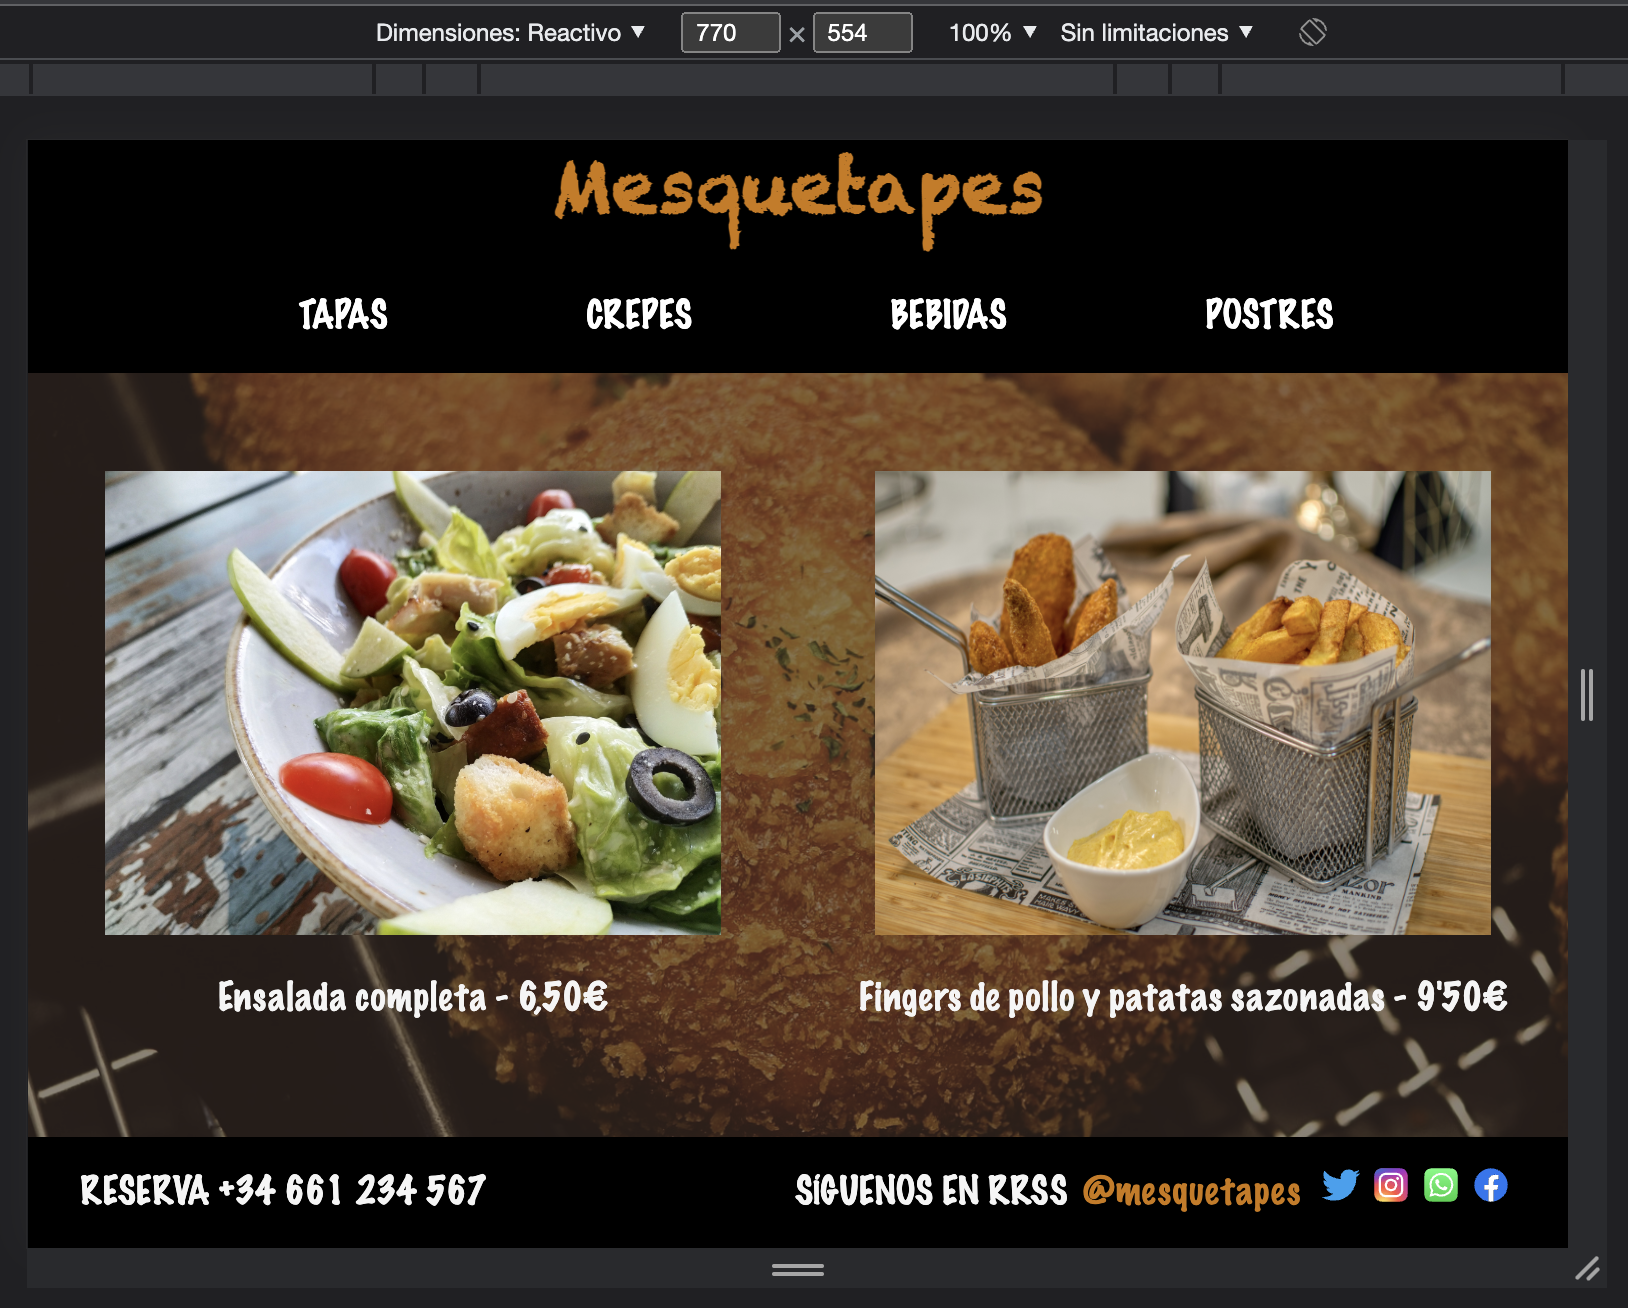 Dimensiones: Reactivo ▼ 770 × 554 100% ▼ Sin limitaciones ▼
Mesquetapes
TAPAS CREPES BEBIDAS POSTRES
Ensalada completa - 6,50€ Fingers de pollo y patatas sazonadas - 9'50€
RESERVA +34 661 234 567 SÍGUENOS EN RRSS @mesquetapes